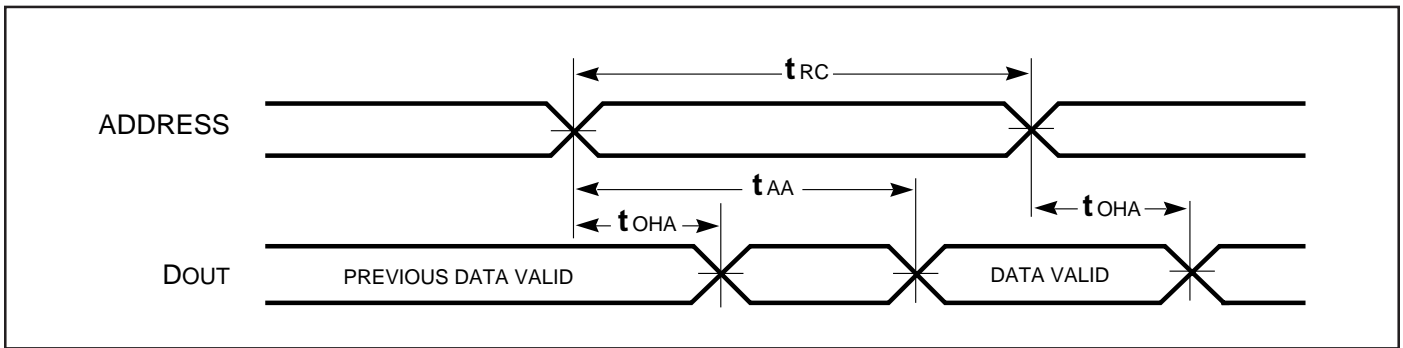 tRC
ADDRESS
tAA
tOHA
tOHA
DOUT
PREVIOUS DATA VALID
DATA VALID